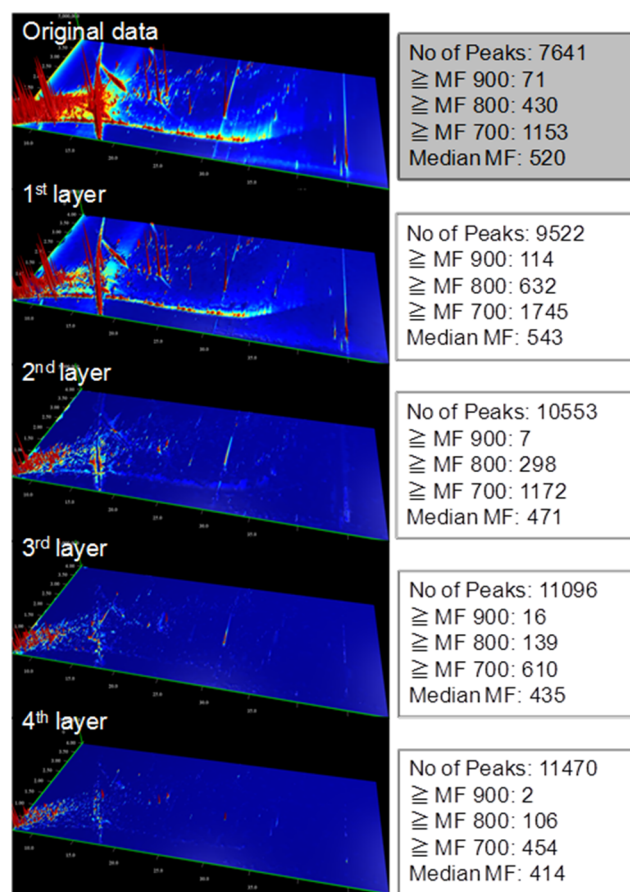 Original data
No of Peaks: 7641
≧ MF 900: 71
≧ MF 800: 430
≧ MF 700: 1153
Median MF: 520
1st layer
No of Peaks: 9522
≧ MF 900: 114
≧ MF 800: 632
≧ MF 700: 1745
Median MF: 543
2nd layer
No of Peaks: 10553
≧ MF 900: 7
≧ MF 800: 298
≧ MF 700: 1172
Median MF: 471
3rd layer
No of Peaks: 11096
≧ MF 900: 16
≧ MF 800: 139
≧ MF 700: 610
Median MF: 435
4th layer
No of Peaks: 11470
≧ MF 900: 2
≧ MF 800: 106
≧ MF 700: 454
Median MF: 414